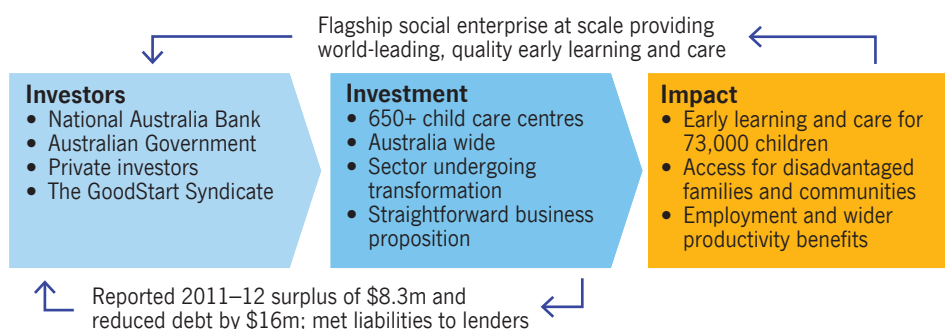 Flagship social enterprise at scale providing
world-leading, quality early learning and care
Investors
• National Australia Bank
• Australian Government
• Private investors
• The GoodStart Syndicate
Investment
• 650+ child care centres
• Australia wide
• Sector undergoing
transformation
• Straightforward business
proposition
Impact
• Early learning and care for
73,000 children
• Access for disadvantaged
families and communities
• Employment and wider
productivity benefits
Reported 2011–12 surplus of $8.3m and
reduced debt by $16m; met liabilities to lenders